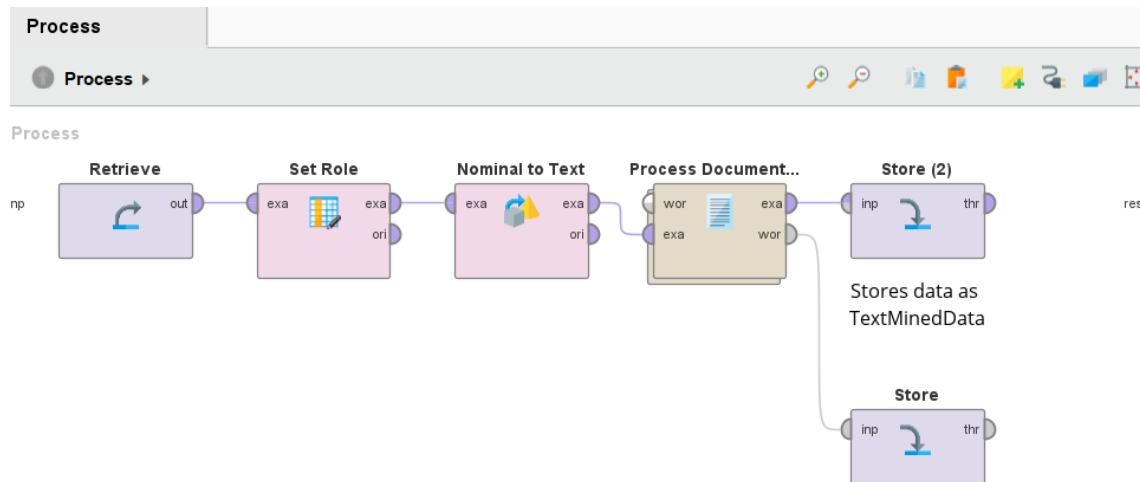 Process
Process
Process
Retrieve Set Role Nominal to Text Process Document... Store (2)
np out exa exa exa exa wor exa inp thr res
ori ori exa wor
Stores data as
TextMinedData
Store
inp thr